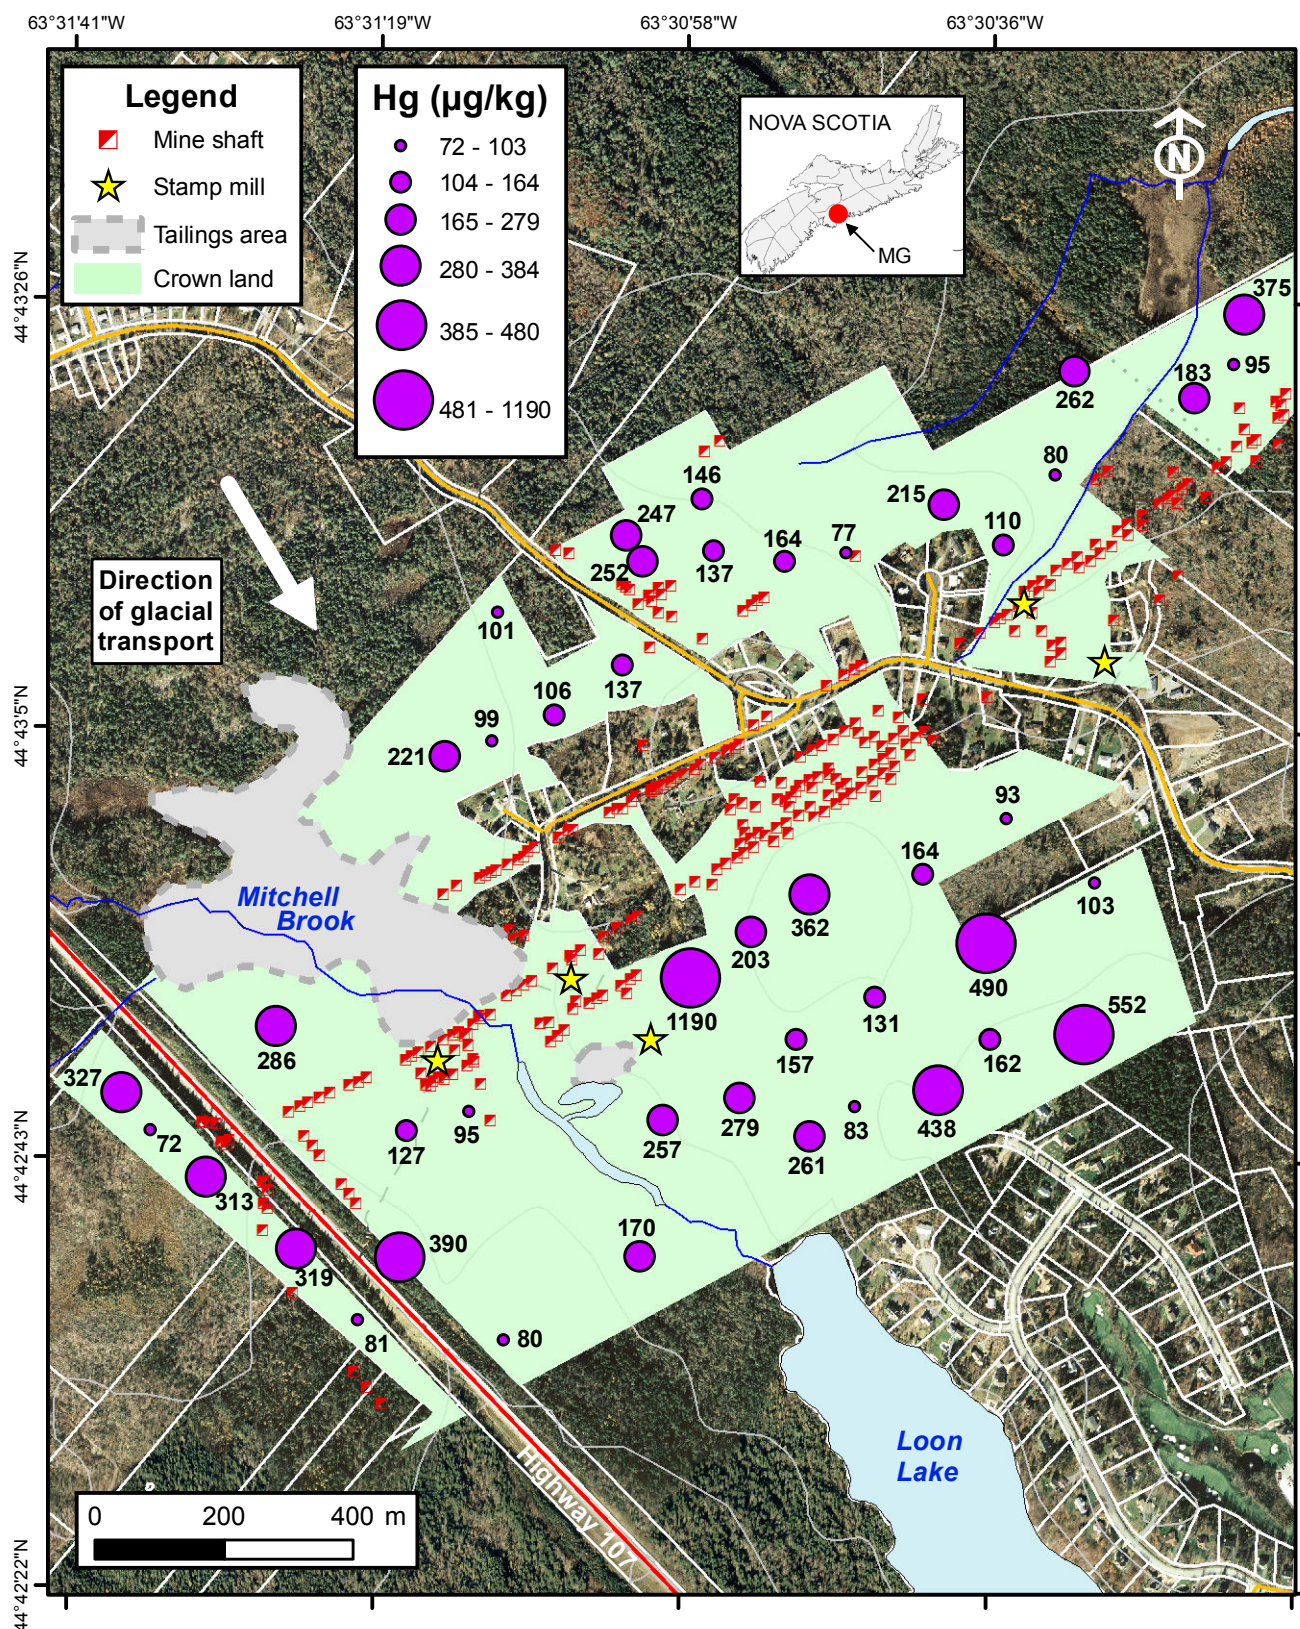 63°31'41"W
63°31'19"W
63°30'58"W
63°30'36"W
44°43'26"N
44°43'5"N
44°42'43"N
44°42'22"N
Legend
Mine shaft
Stamp mill
Tailings area
Crown land
Hg (µg/kg)
72 - 103
104 - 164
165 - 279
280 - 384
385 - 480
481 - 1190
NOVA SCOTIA
MG
N
375
95
183
262
80
146
215
247
110
77
164
252
137
101
137
106
99
221
Direction
of glacial
transport
93
164
103
362
203
490
1190
131
552
157
162
Mitchell
Brook
286
327
72
95
127
257
279
83
438
261
313
319
390
170
81
80
Loon
Lake
Highway 107
0 200 400 m